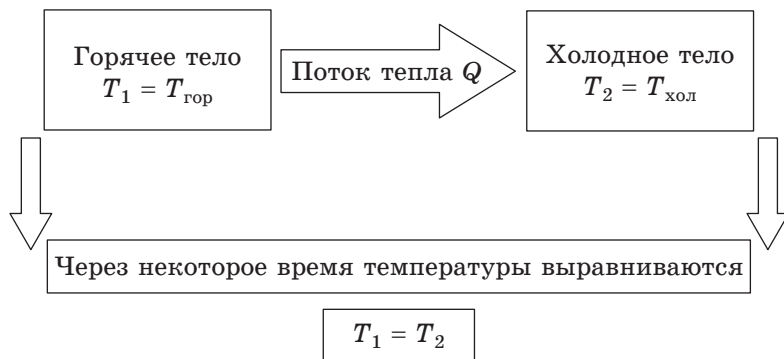 Горячее тело
T₁ = Tгор
Поток тепла Q
Холодное тело
T₂ = Tхол
Через некоторое время температуры выравниваются
T₁ = T₂